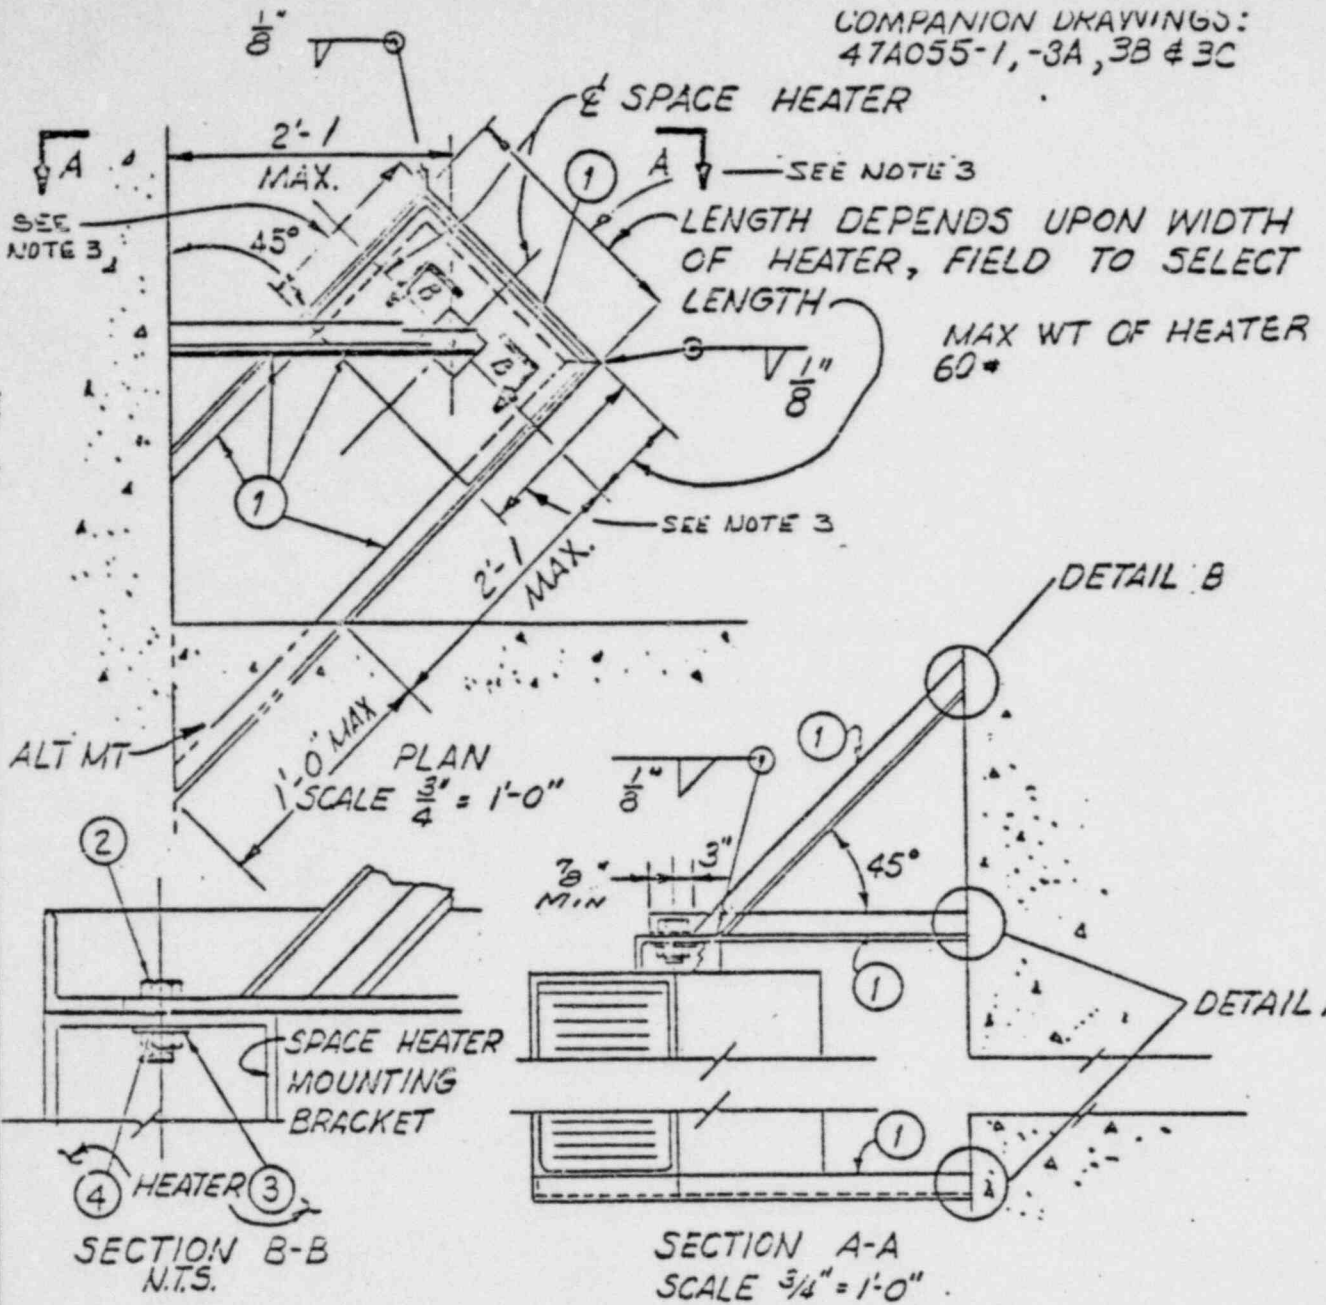 COMPANION DRAWINGS:
47A055-1, -3A, 3B & 3C
1/8"
℄ SPACE HEATER
A
2'-1
MAX.
1
A
SEE NOTE 3
SEE
NOTE 3
45°
LENGTH DEPENDS UPON WIDTH
OF HEATER, FIELD TO SELECT
LENGTH
MAX WT OF HEATER
60#
B
B
1/8"
1
SEE NOTE 3
2'-1
MAX.
DETAIL B
ALT MT
1'-0" MAX
PLAN
SCALE 3/4" = 1'-0"
1/8"
1
2
7/8"
MIN
3"
45°
1
DETAIL
SPACE HEATER
MOUNTING
BRACKET
1
4
HEATER
3
SECTION B-B
N.T.S.
SECTION A-A
SCALE 3/4" = 1'-0"